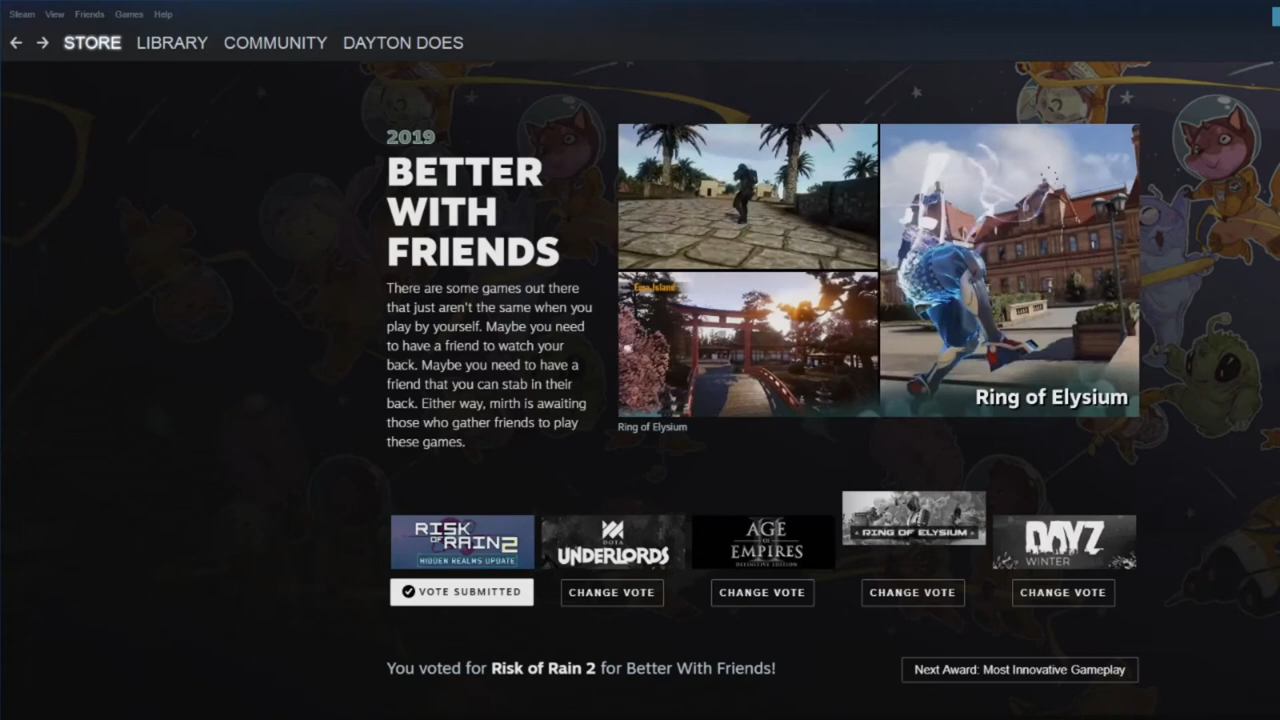 Steam View Friends Games Help
STORE LIBRARY COMMUNITY DAYTON DOES
2019
BETTER
WITH
FRIENDS
There are some games out there
that just aren't the same when you
play by yourself. Maybe you need
to have a friend to watch your
back. Maybe you need to have a
friend that you can stab in their
back. Either way, mirth is awaiting
those who gather friends to play
these games.
Island
Ring of Elysium
Ring of Elysium
RISK
OF RAIN 2
HIDDEN REALMS UPDATE
DOTA
UNDERLORDS
AGE
OF
EMPIRES
II
DEFINITIVE EDITION
RING OF ELYSIUM
DAYZ
WINTER
VOTE SUBMITTED
CHANGE VOTE
CHANGE VOTE
CHANGE VOTE
CHANGE VOTE
You voted for Risk of Rain 2 for Better With Friends!
Next Award: Most Innovative Gameplay